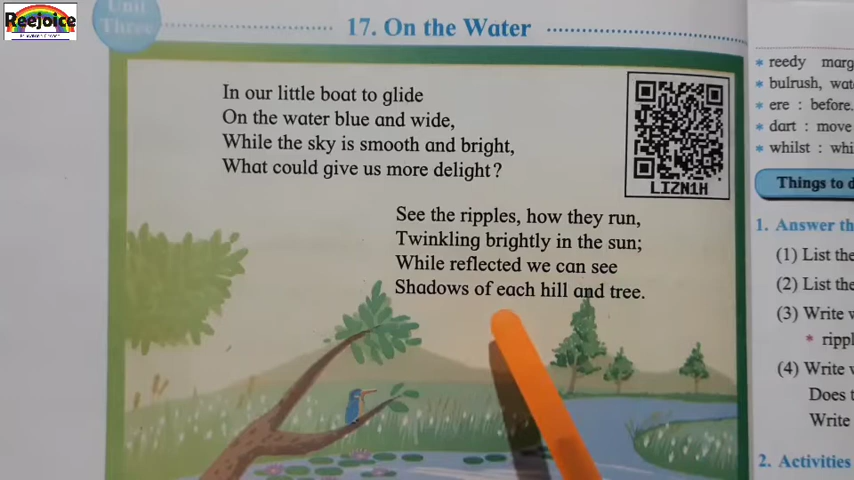 Reejoice
Unit
Three
17. On the Water
In our little boat to glide
On the water blue and wide,
While the sky is smooth and bright,
What could give us more delight?
LIZN1H
See the ripples, how they run,
Twinkling brightly in the sun;
While reflected we can see
Shadows of each hill and tree.
* reedy marg
* bulrush, wat
* ere : before.
* dart : move
* whilst : whi
Things to d
1. Answer th
(1) List the
(2) List the
(3) Write v
* rippl
(4) Write v
Does t
Write
2. Activities